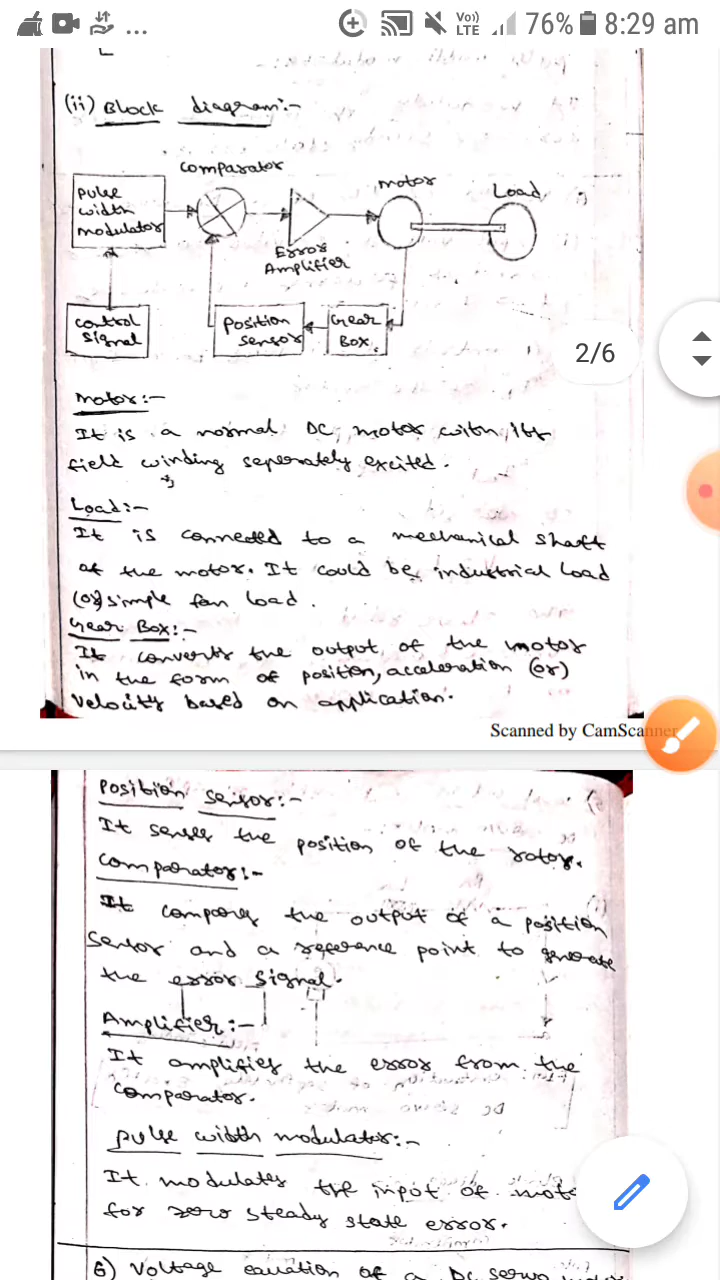 Vo)) LTE 76% 8:29 am
(ii) Block diagram:-
Comparator
Pulse width modulator
Motor
Load
Error Amplifier
Control Signal
Position Sensor
Gear Box
2/6
Motor:-
It is a normal DC motor with its
field winding seperately excited.
Load:-
It is connected to a mechanical shaft
of the motor. It could be industrial load
(or) simple fan load.
Gear Box:-
It converts the output of the motor
in the form of position, acceleration (or)
velocity based on application.
Scanned by CamScanner
Position Sensor:-
It senses the position of the rotor.
Comparator:-
It compares the output of a position
Sensor and a reference point to generate
the error signal.
Amplifier:-
It amplifies the error from the
comparator.
pulse width modulator:-
It modulates the input of
for zero steady state error.
6) Voltage equation of a DC servo